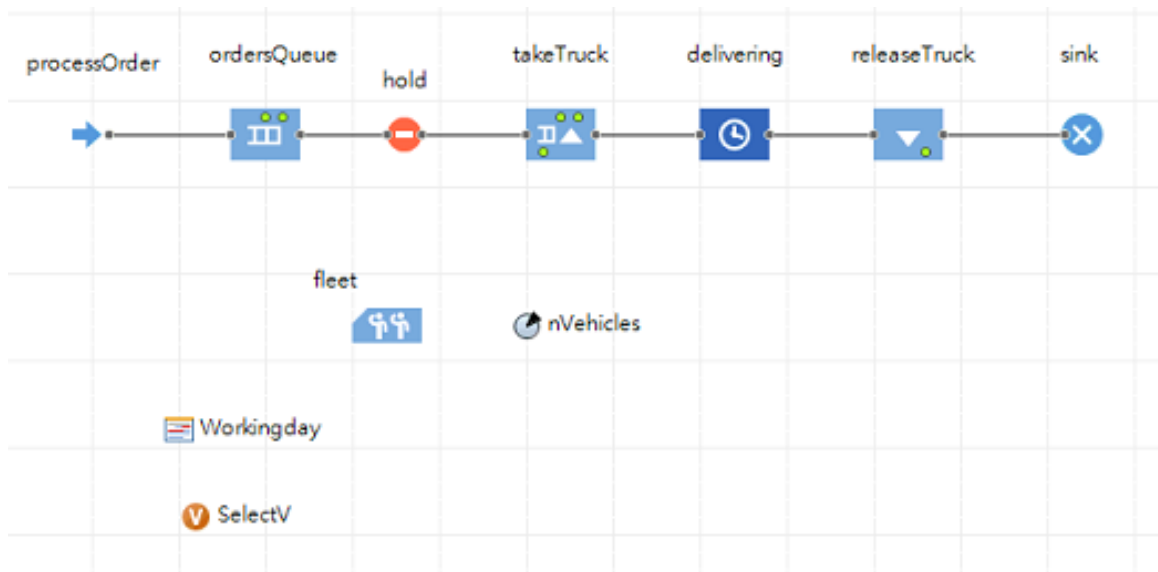 processOrder
ordersQueue
hold
takeTruck
delivering
releaseTruck
sink
fleet
nVehicles
Workingday
V SelectV